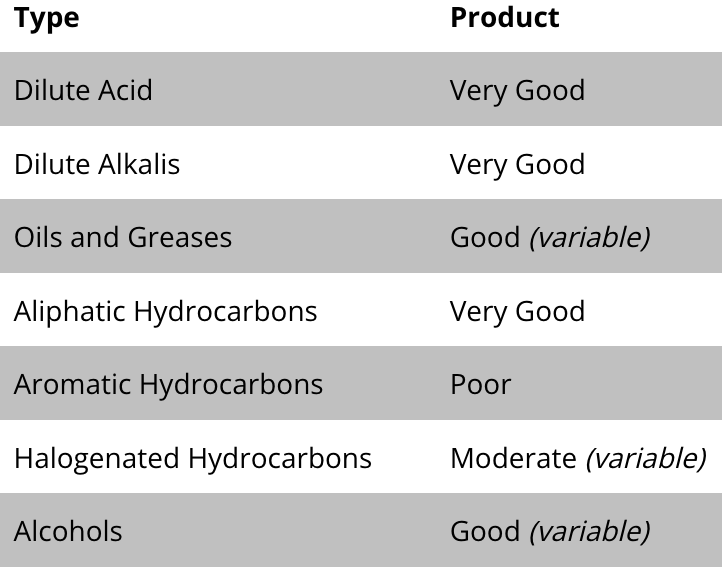 Type Product
Dilute Acid Very Good
Dilute Alkalis Very Good
Oils and Greases Good (variable)
Aliphatic Hydrocarbons Very Good
Aromatic Hydrocarbons Poor
Halogenated Hydrocarbons Moderate (variable)
Alcohols Good (variable)